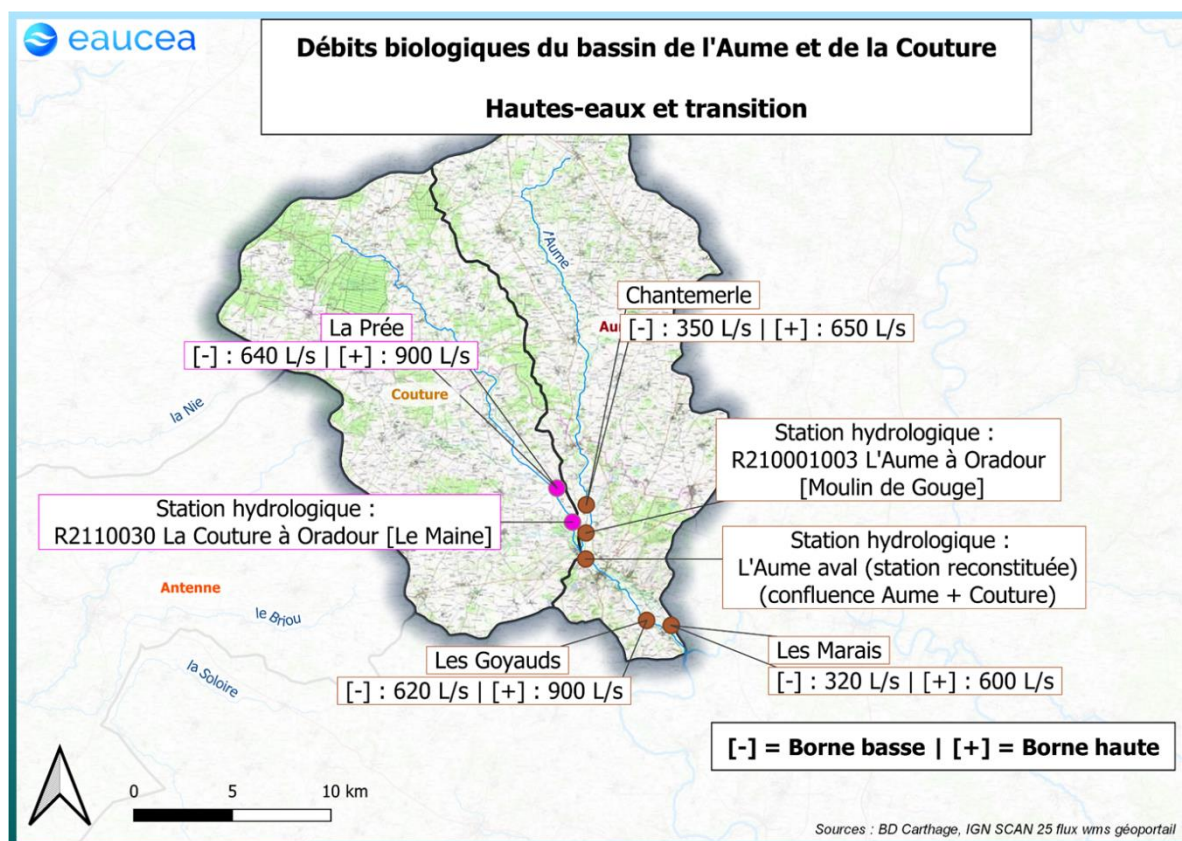 eaucea
Débits biologiques du bassin de l'Aume et de la Couture
Hautes-eaux et transition
l'Aume
Chantemerle
Au
[-] : 350 L/s | [+] : 650 L/s
La Prée
[-] : 640 L/s | [+] : 900 L/s
Couture
la Nie
Station hydrologique :
R210001003 L'Aume à Oradour
[Moulin de Gouge]
Station hydrologique :
R2110030 La Couture à Oradour [Le Maine]
Station hydrologique :
L'Aume aval (station reconstituée)
(confluence Aume + Couture)
Antenne
le Briou
la Soloire
Les Goyauds
[-] : 620 L/s | [+] : 900 L/s
Les Marais
[-] : 320 L/s | [+] : 600 L/s
[-] = Borne basse | [+] = Borne haute
0 5 10 km
Sources : BD Carthage, IGN SCAN 25 flux wms géoportail